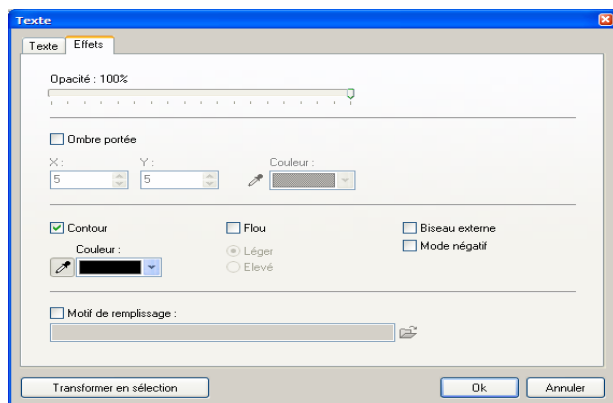 Texte
Texte Effets
Opacité : 100%
Ombre portée
X : Y : Couleur :
5 5
Contour Flou Biseau externe
Couleur : Léger Mode négatif
Elevé
Motif de remplissage :
Transformer en sélection Ok Annuler